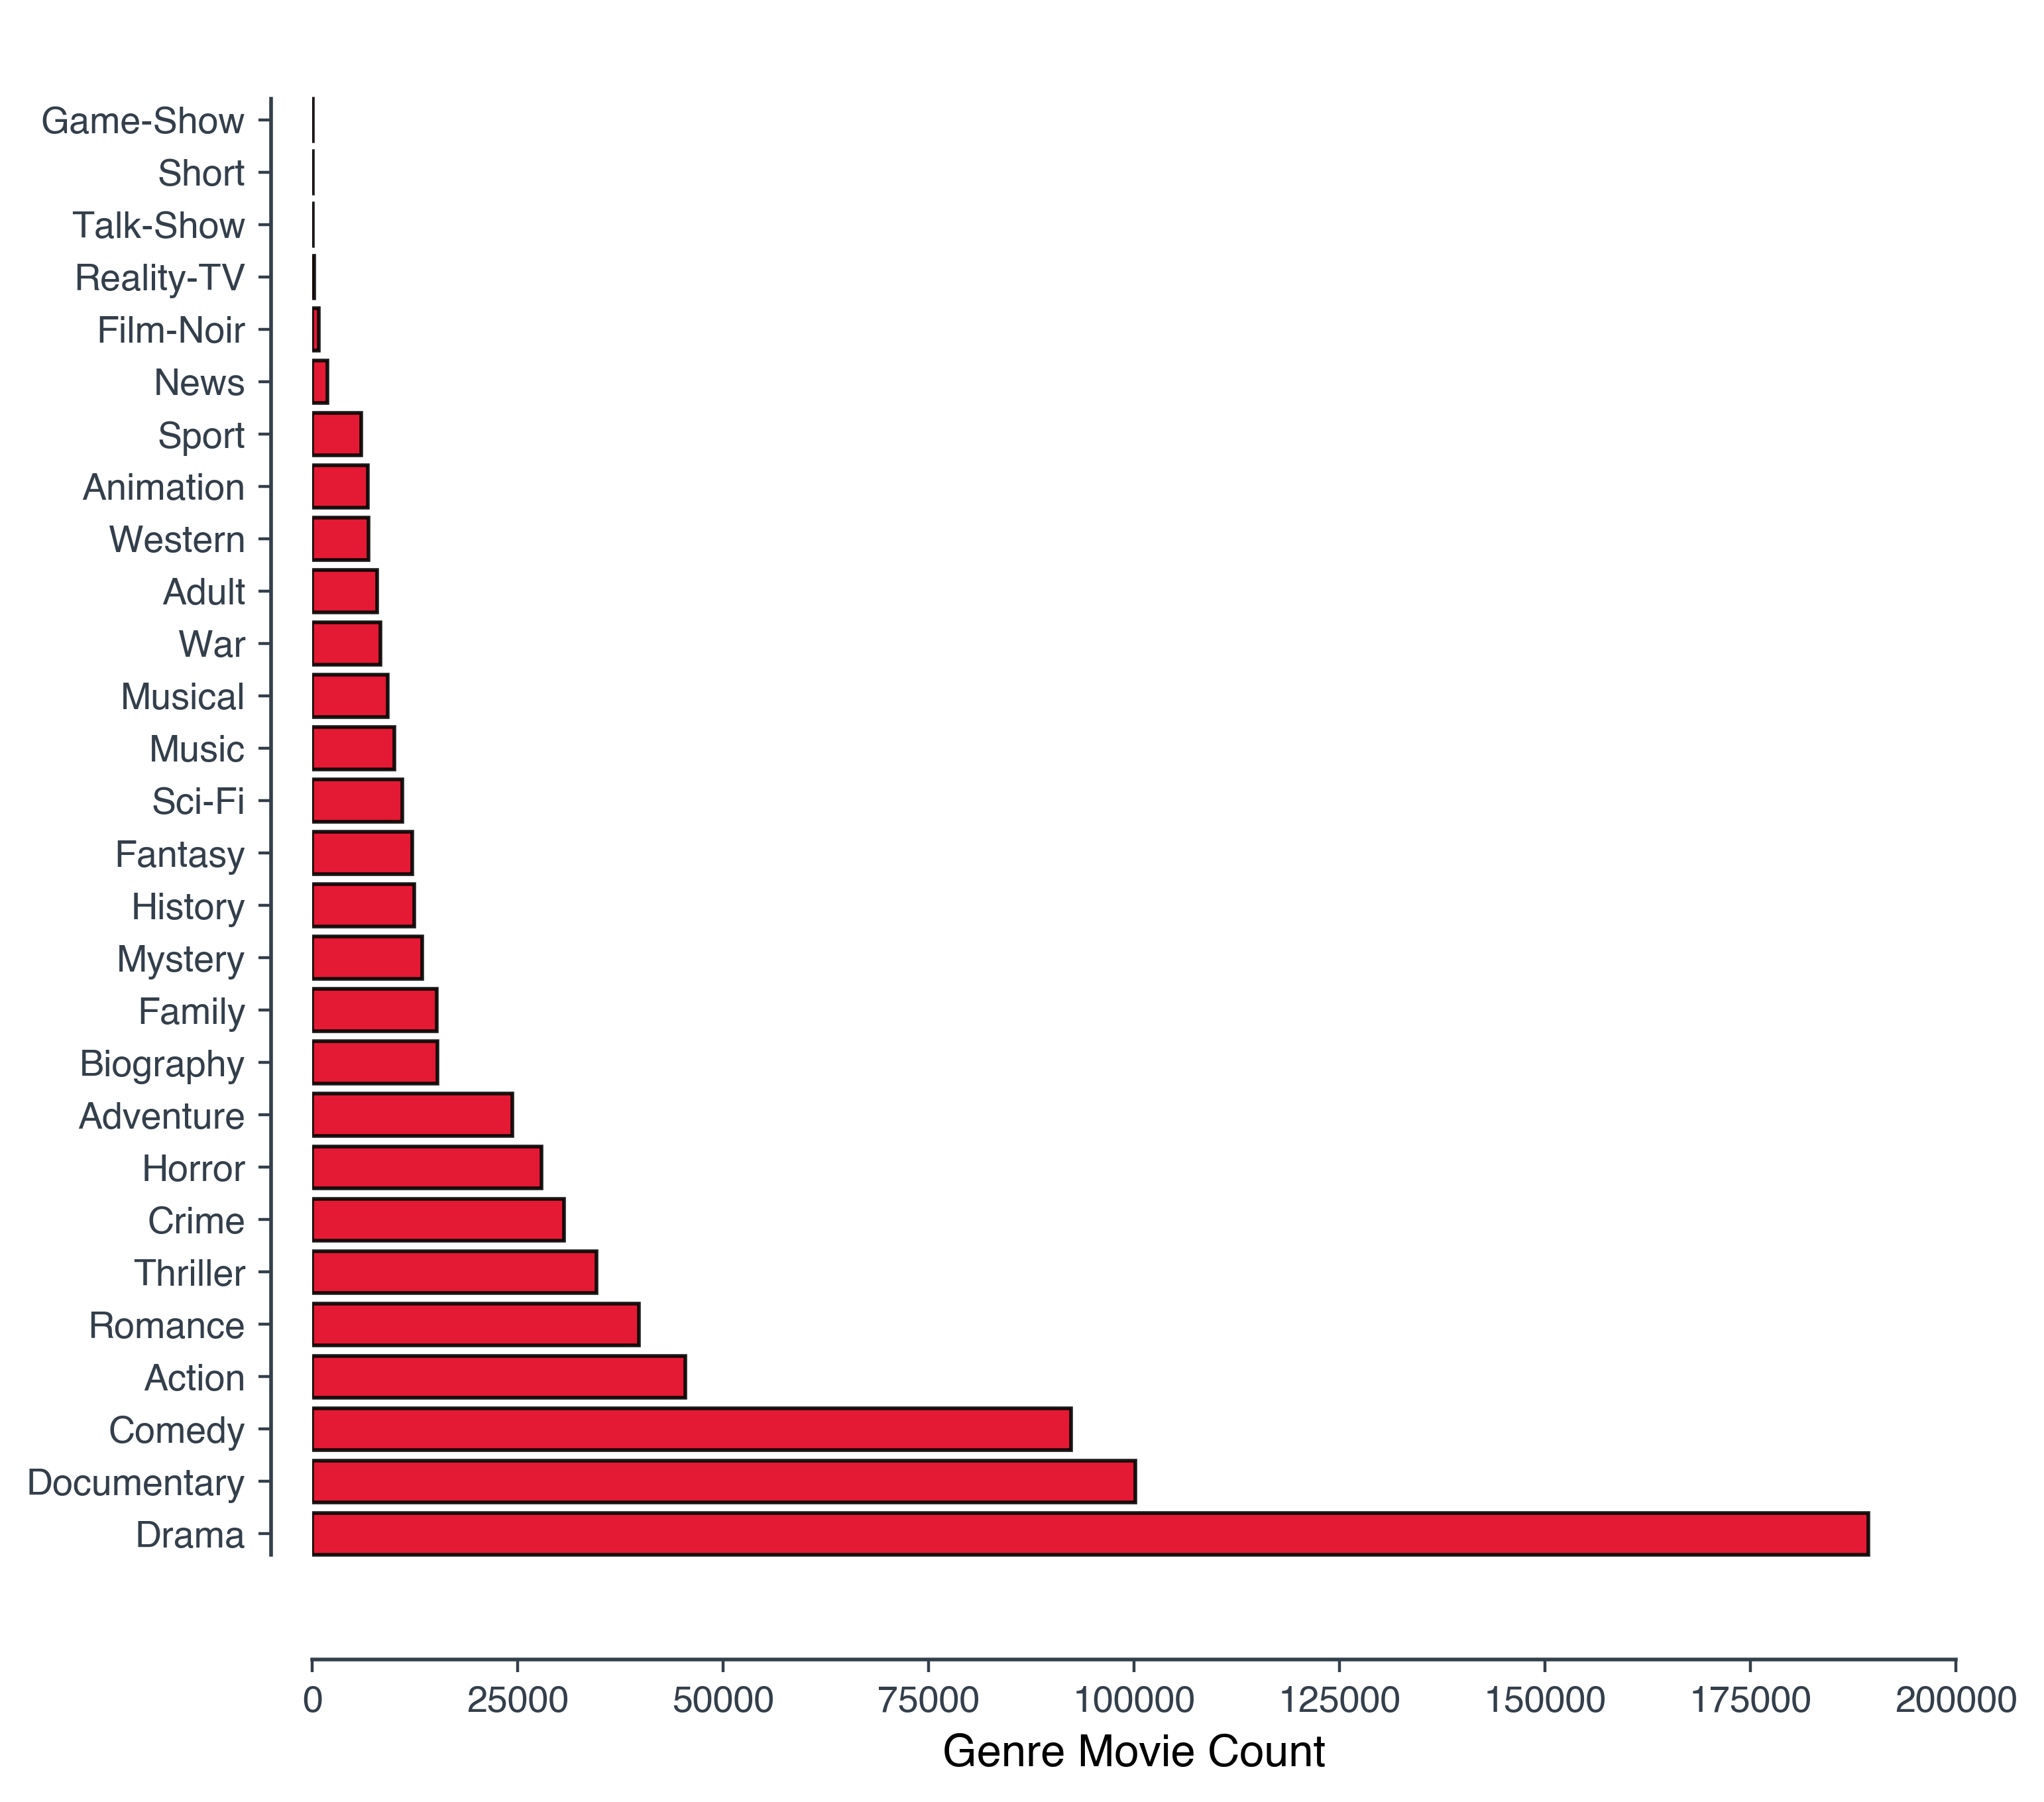 Game-Show
Short
Talk-Show
Reality-TV
Film-Noir
News
Sport
Animation
Western
Adult
War
Musical
Music
Sci-Fi
Fantasy
History
Mystery
Family
Biography
Adventure
Horror
Crime
Thriller
Romance
Action
Comedy
Documentary
Drama
0 25000 50000 75000 100000 125000 150000 175000 200000
Genre Movie Count